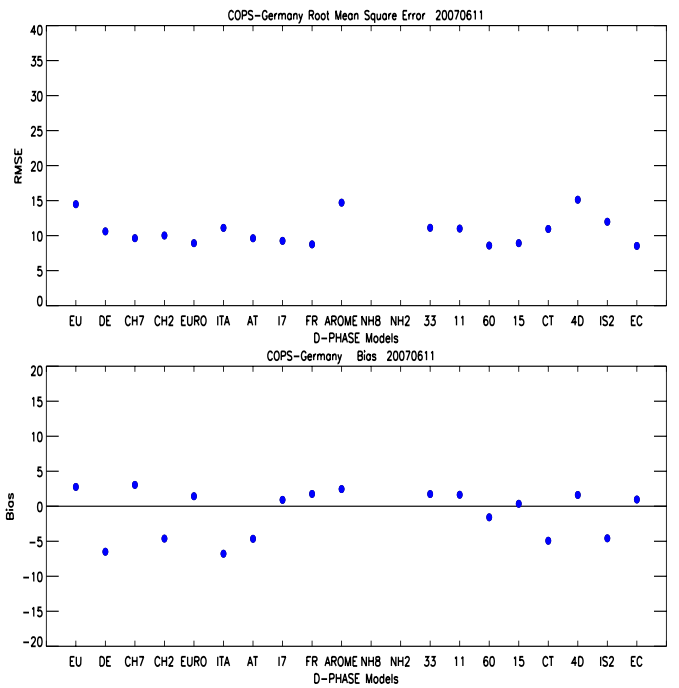 COPS-Germany Root Mean Square Error 20070611
40
35
30
25
20
15
10
5
0
RMSE
EU DE CH7 CH2 EURO ITA AT I7 FR AROME NH8 NH2 33 11 60 15 CT 4D IS2 EC
D-PHASE Models
COPS-Germany Bias 20070611
20
15
10
5
0
-5
-10
-15
-20
Bias
EU DE CH7 CH2 EURO ITA AT I7 FR AROME NH8 NH2 33 11 60 15 CT 4D IS2 EC
D-PHASE Models